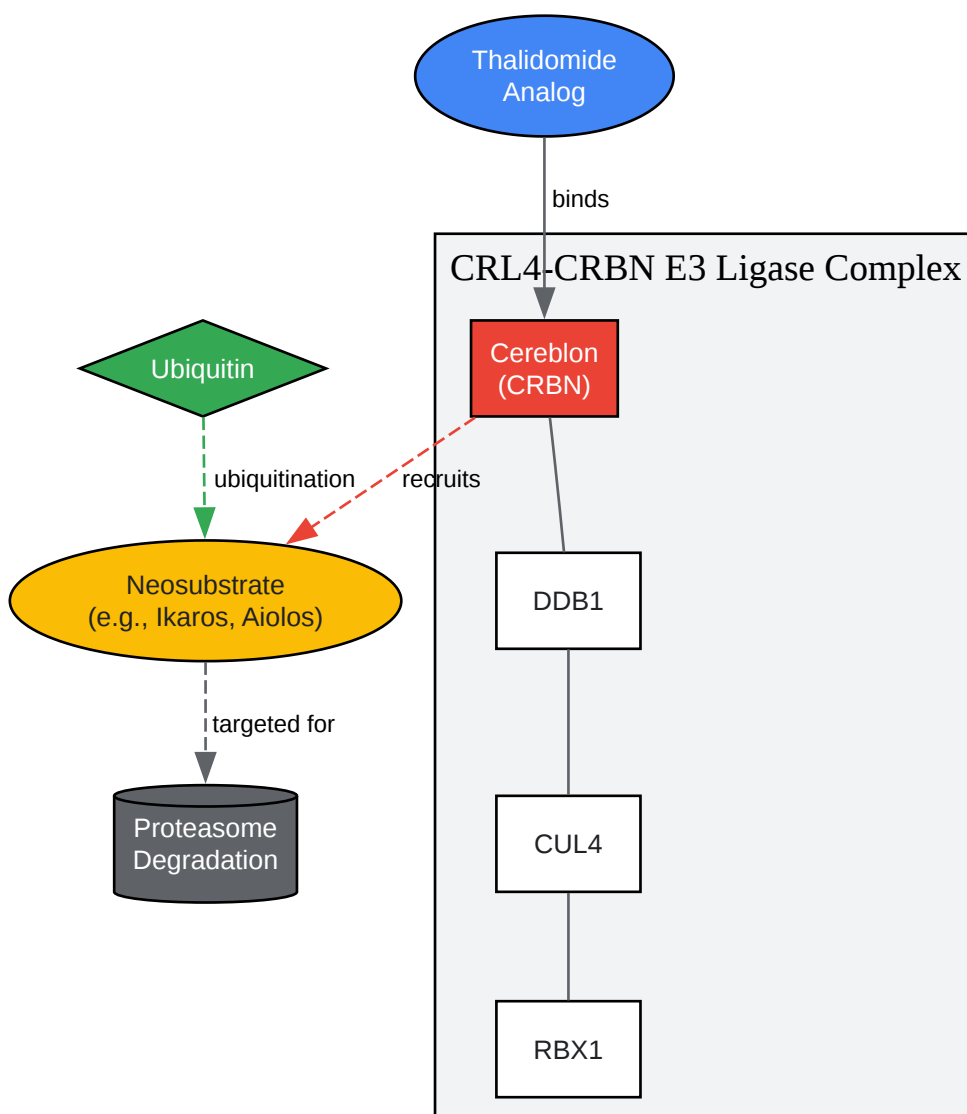 Thalidomide
Analog
binds
CRL4-CRBN E3 Ligase Complex
Cereblon
(CRBN)
Ubiquitin
ubiquitination
recruits
Neosubstrate
(e.g., Ikaros, Aiolos)
DDB1
targeted for
Proteasome
Degradation
CUL4
RBX1